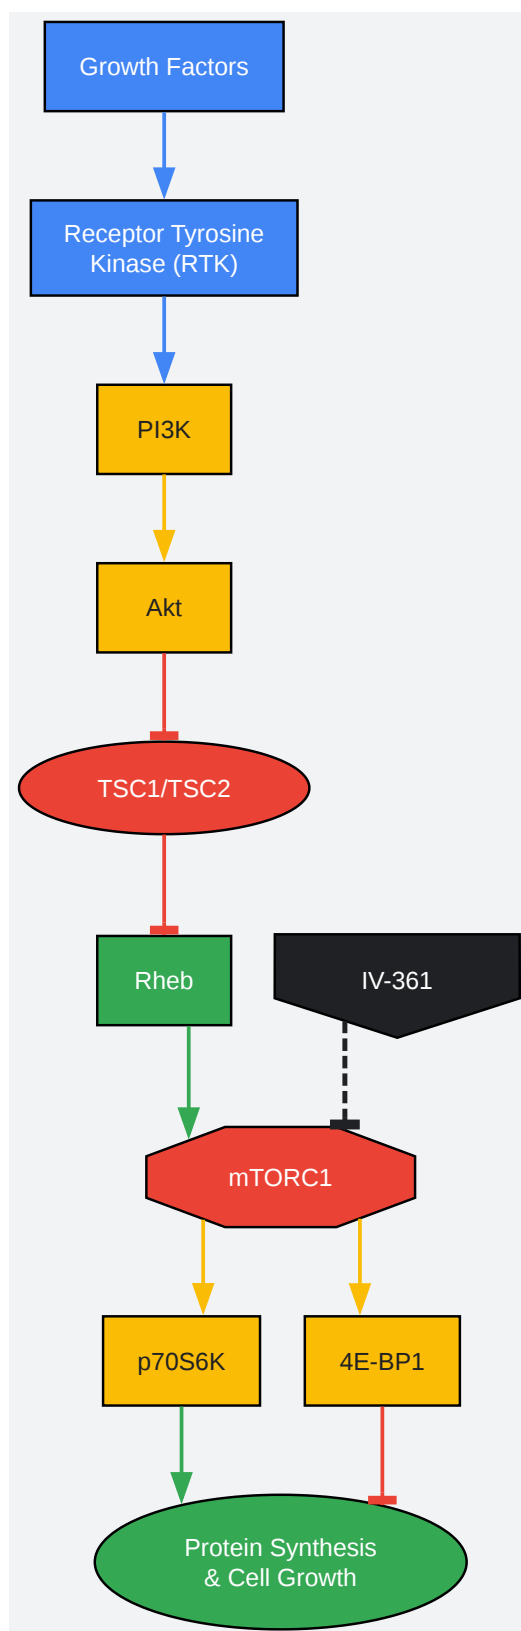 Growth Factors
Receptor Tyrosine
Kinase (RTK)
PI3K
Akt
TSC1/TSC2
Rheb
IV-361
mTORC1
p70S6K
4E-BP1
Protein Synthesis
& Cell Growth